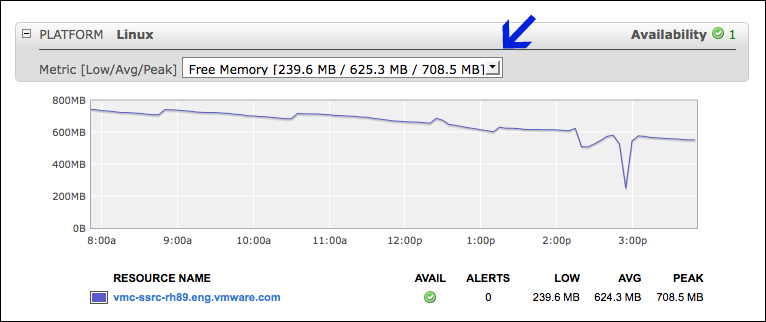 PLATFORM Linux Availability 1
Metric [Low/Avg/Peak] Free Memory [239.6 MB / 625.3 MB / 708.5 MB]
800MB
600MB
400MB
200MB
0B
8:00a 9:00a 10:00a 11:00a 12:00p 1:00p 2:00p 3:00p
RESOURCE NAME AVAIL ALERTS LOW AVG PEAK
vmc-ssrc-rh89.eng.vmware.com 0 239.6 MB 624.3 MB 708.5 MB